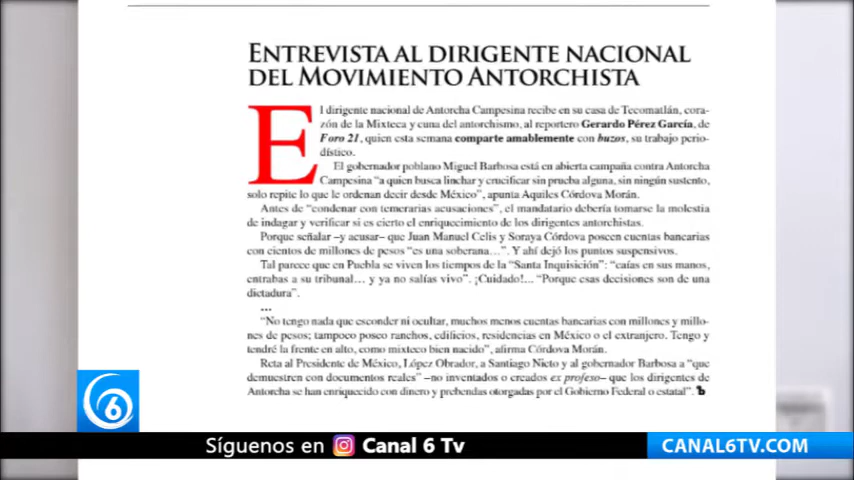 ENTREVISTA AL DIRIGENTE NACIONAL
DEL MOVIMIENTO ANTORCHISTA
El dirigente nacional de Antorcha Campesina recibe en su casa de Tecomatlán, cora-
zón de la Mixteca y cuna del antorchismo, al reportero Gerardo Pérez García, de
Foro 21, quien esta semana comparte amablemente con buzos, su trabajo perio-
dístico.
El gobernador poblano Miguel Barbosa está en abierta campaña contra Antorcha
Campesina “a quien busca linchar y crucificar sin prueba alguna, sin ningún sustento,
solo repite lo que le ordenan decir desde México”, apunta Aquiles Córdova Morán.
Antes de “condenar con temerarias acusaciones”, el mandatario debería tomarse la molestia
de indagar y verificar si es cierto el enriquecimiento de los dirigentes antorchistas.
Porque señalar –y acusar– que Juan Manuel Celis y Soraya Córdova poseen cuentas bancarias
con cientos de millones de pesos “es una soberana…”. Y ahí dejó los puntos suspensivos.
Tal parece que en Puebla se viven los tiempos de la “Santa Inquisición”: “caías en sus manos,
entrabas a su tribunal… y ya no salías vivo”. ¡Cuidado!... “Porque esas decisiones son de una
dictadura”.
...
“No tengo nada que esconder ni ocultar, muchos menos cuentas bancarias con millones y millo-
nes de pesos; tampoco poseo ranchos, edificios, residencias en México o el extranjero. Tengo y
tendré la frente en alto, como mixteco bien nacido”, afirma Córdova Morán.
Reta al Presidente de México, López Obrador, a Santiago Nieto y al gobernador Barbosa a “que
demuestren con documentos reales” –no inventados o creados ex profeso– que los dirigentes de
Antorcha se han enriquecido con dinero y prebendas otorgadas por el Gobierno Federal o estatal”. b
6
Síguenos en Canal 6 Tv
CANAL6TV.COM